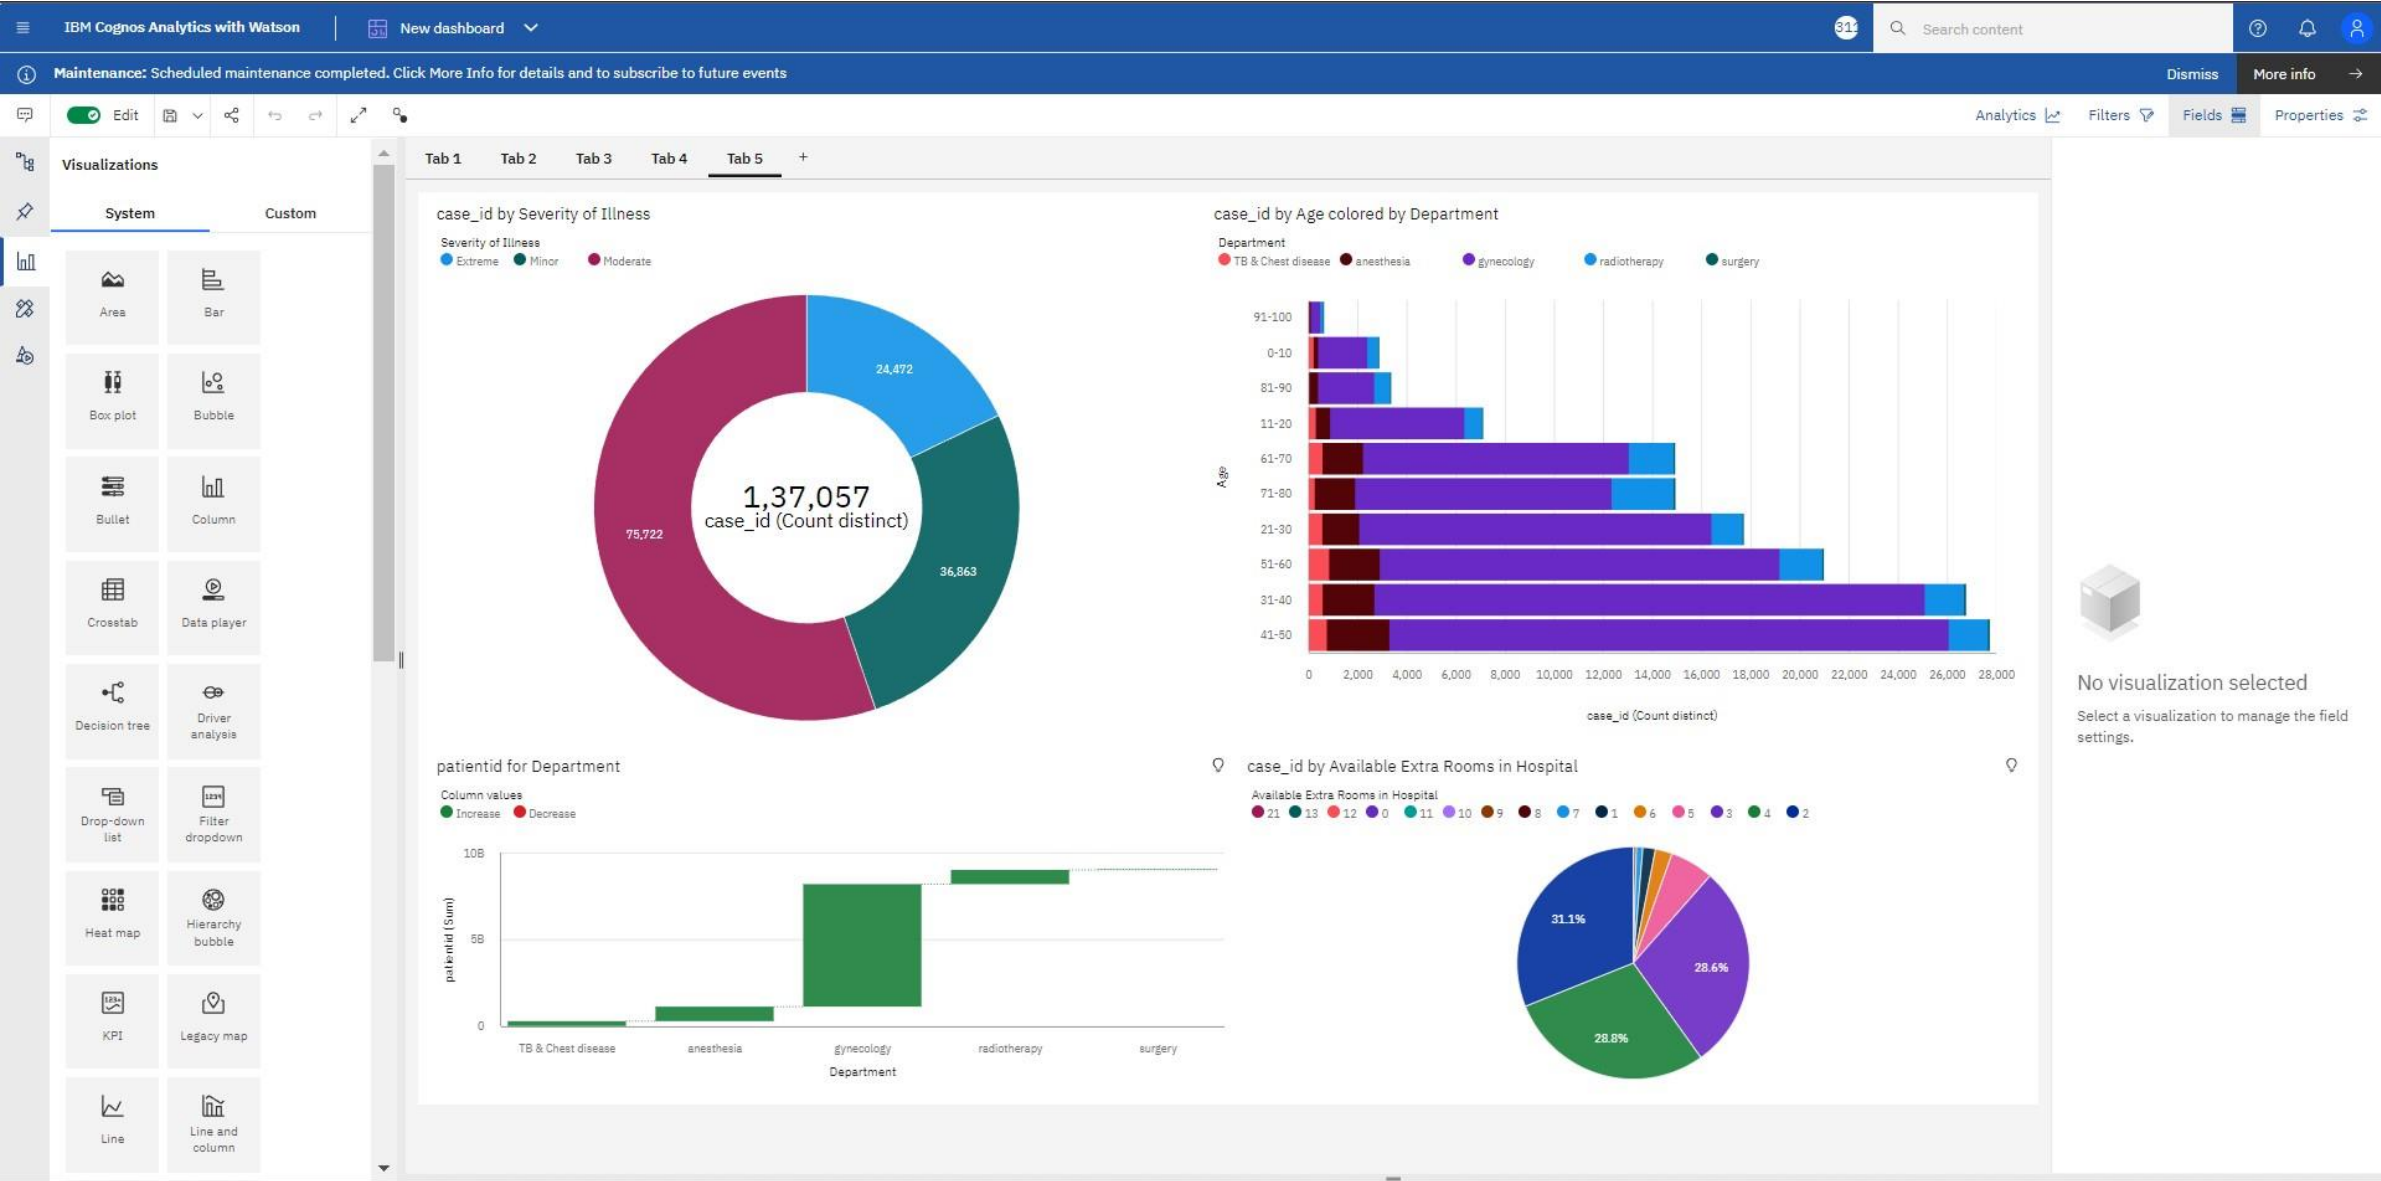 IBM Cognos Analytics with Watson
New dashboard
311
Search content
Maintenance: Scheduled maintenance completed. Click More Info for details and to subscribe to future events
Dismiss
More info
Edit
Analytics
Filters
Fields
Properties
Visualizations
System
Custom
Area
Bar
Box plot
Bubble
Bullet
Column
Crosstab
Data player
Decision tree
Driver
analysis
Drop-down
list
Filter
dropdown
Heat map
Hierarchy
bubble
KPI
Legacy map
Line
Line and
column
Tab 1
Tab 2
Tab 3
Tab 4
Tab 5
case_id by Severity of Illness
Severity of Illness
Extreme
Minor
Moderate
24,472
36,863
75,722
1,37,057
case_id (Count distinct)
case_id by Age colored by Department
Department
TB & Chest disease
anesthesia
gynecology
radiotherapy
surgery
Age
91-100
0-10
81-90
11-20
61-70
71-80
21-30
51-60
31-40
41-50
0
2,000
4,000
6,000
8,000
10,000
12,000
14,000
16,000
18,000
20,000
22,000
24,000
26,000
28,000
case_id (Count distinct)
patientid for Department
Column values
Increase
Decrease
patientid (Sum)
10B
5B
0
TB & Chest disease
anesthesia
gynecology
radiotherapy
surgery
Department
case_id by Available Extra Rooms in Hospital
Available Extra Rooms in Hospital
21
13
12
0
11
10
9
8
7
1
6
5
3
4
2
31.1%
28.6%
28.8%
No visualization selected
Select a visualization to manage the field
settings.